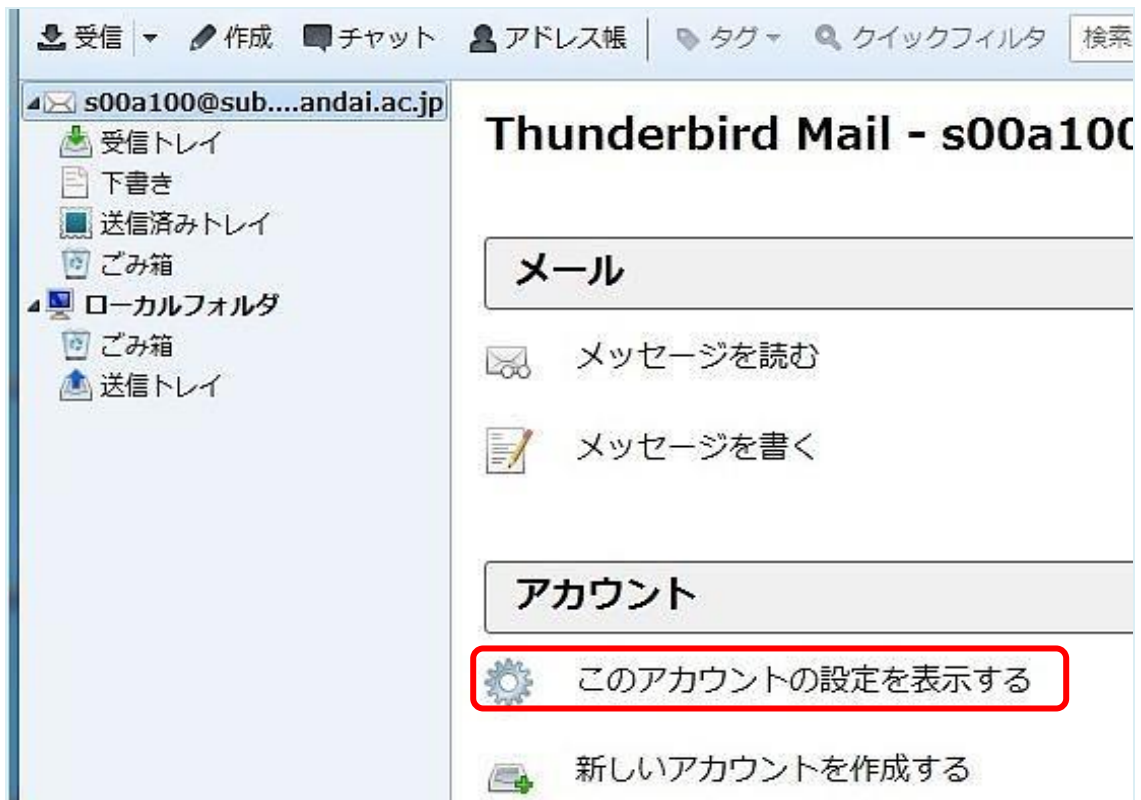 受信 作成 チャット アドレス帳 タグ クイックフィルタ 検索
s00a100@sub....andai.ac.jp
受信トレイ
下書き
送信済みトレイ
ごみ箱
ローカルフォルダ
ごみ箱
送信トレイ
Thunderbird Mail - s00a100
メール
メッセージを読む
メッセージを書く
アカウント
このアカウントの設定を表示する
新しいアカウントを作成する